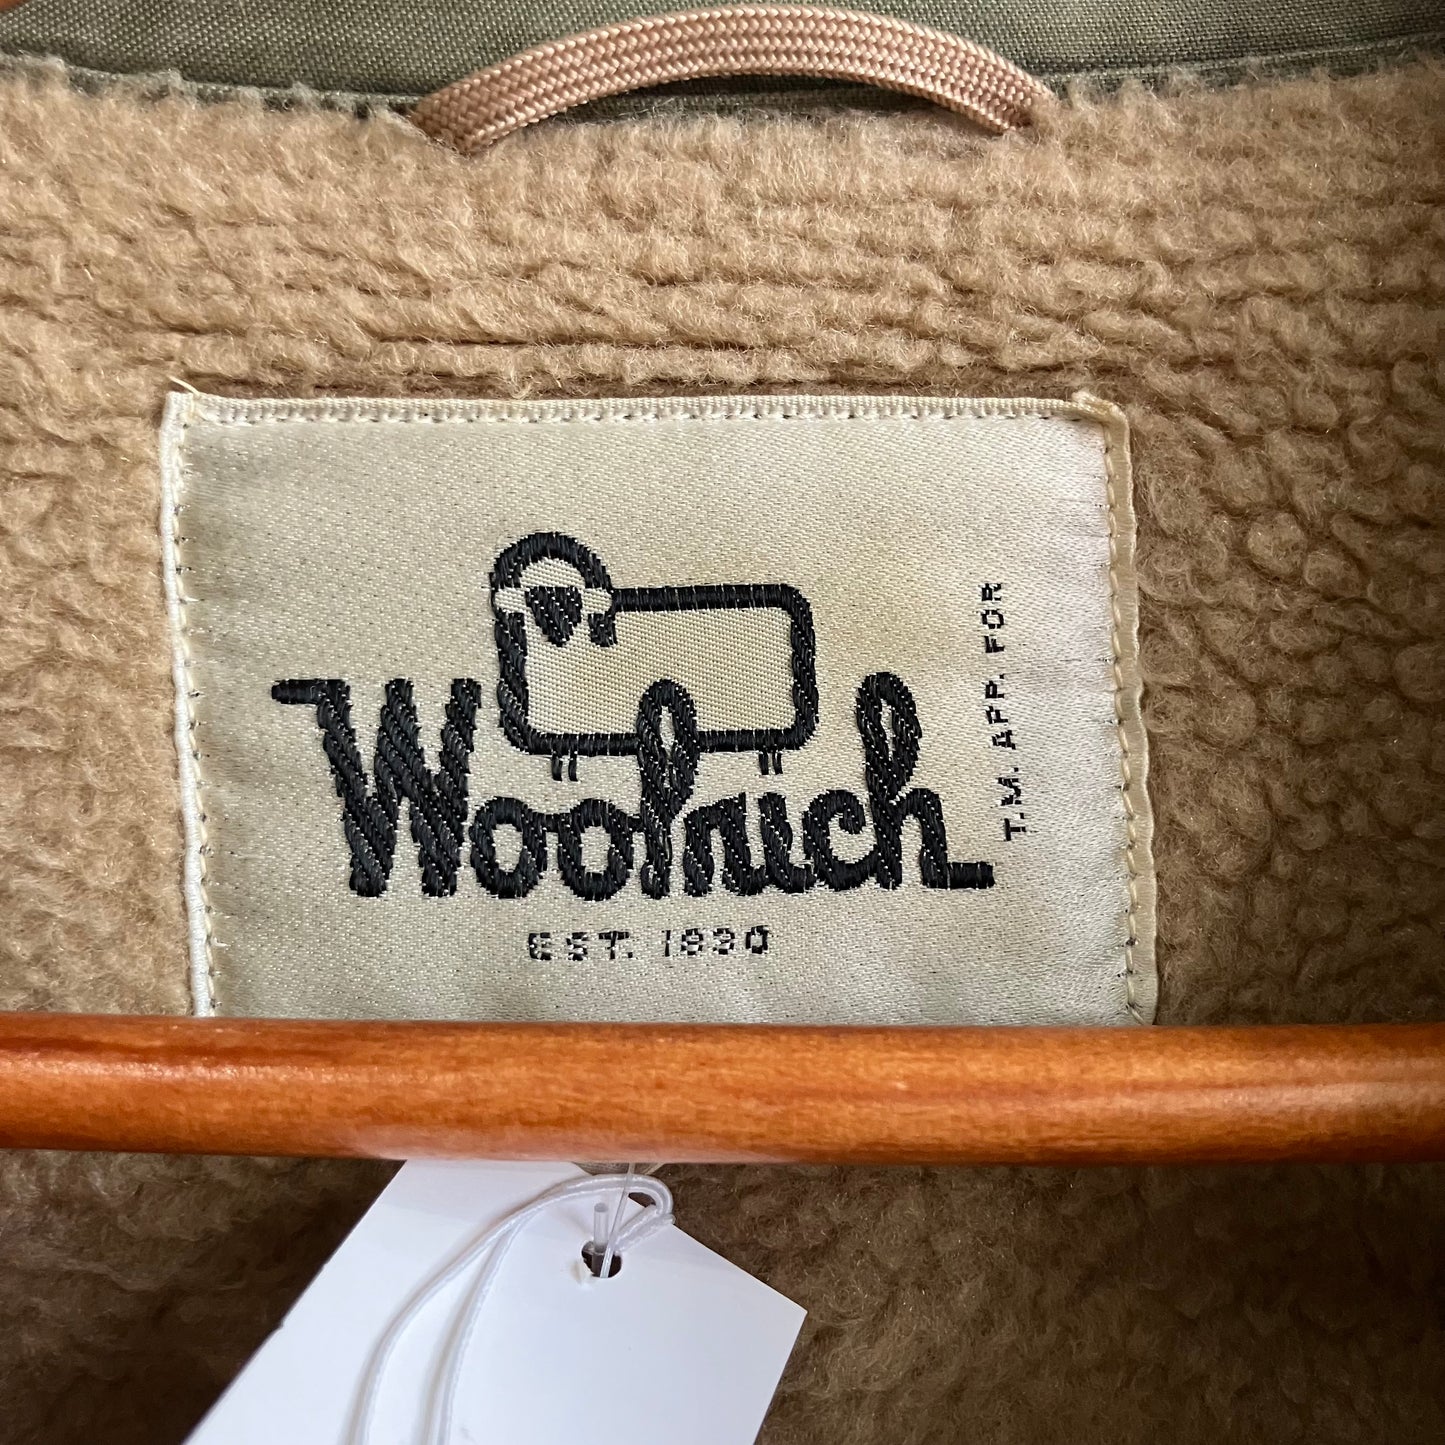 Woolrich
EST. 1830
T.M. APP. FOR